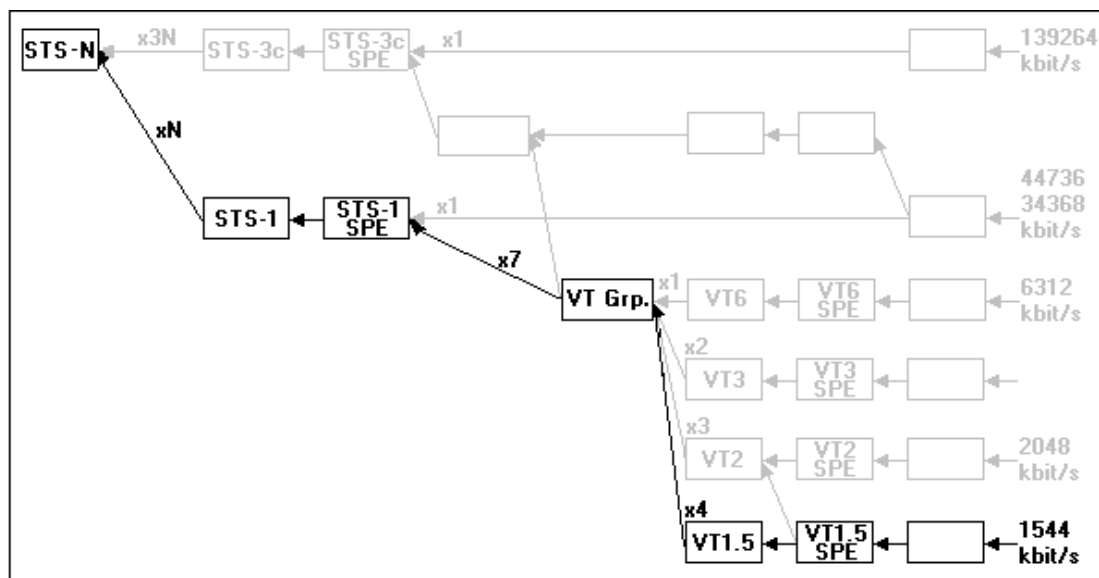 x3N
x1
139264
kbit/s
STS-N
STS-3c
STS-3c
SPE
xN
44736
34368
kbit/s
STS-1
STS-1
SPE
x1
x7
VT Grp.
x1
VT6
VT6
SPE
6312
kbit/s
x2
VT3
VT3
SPE
x3
VT2
VT2
SPE
2048
kbit/s
x4
VT1.5
VT1.5
SPE
1544
kbit/s